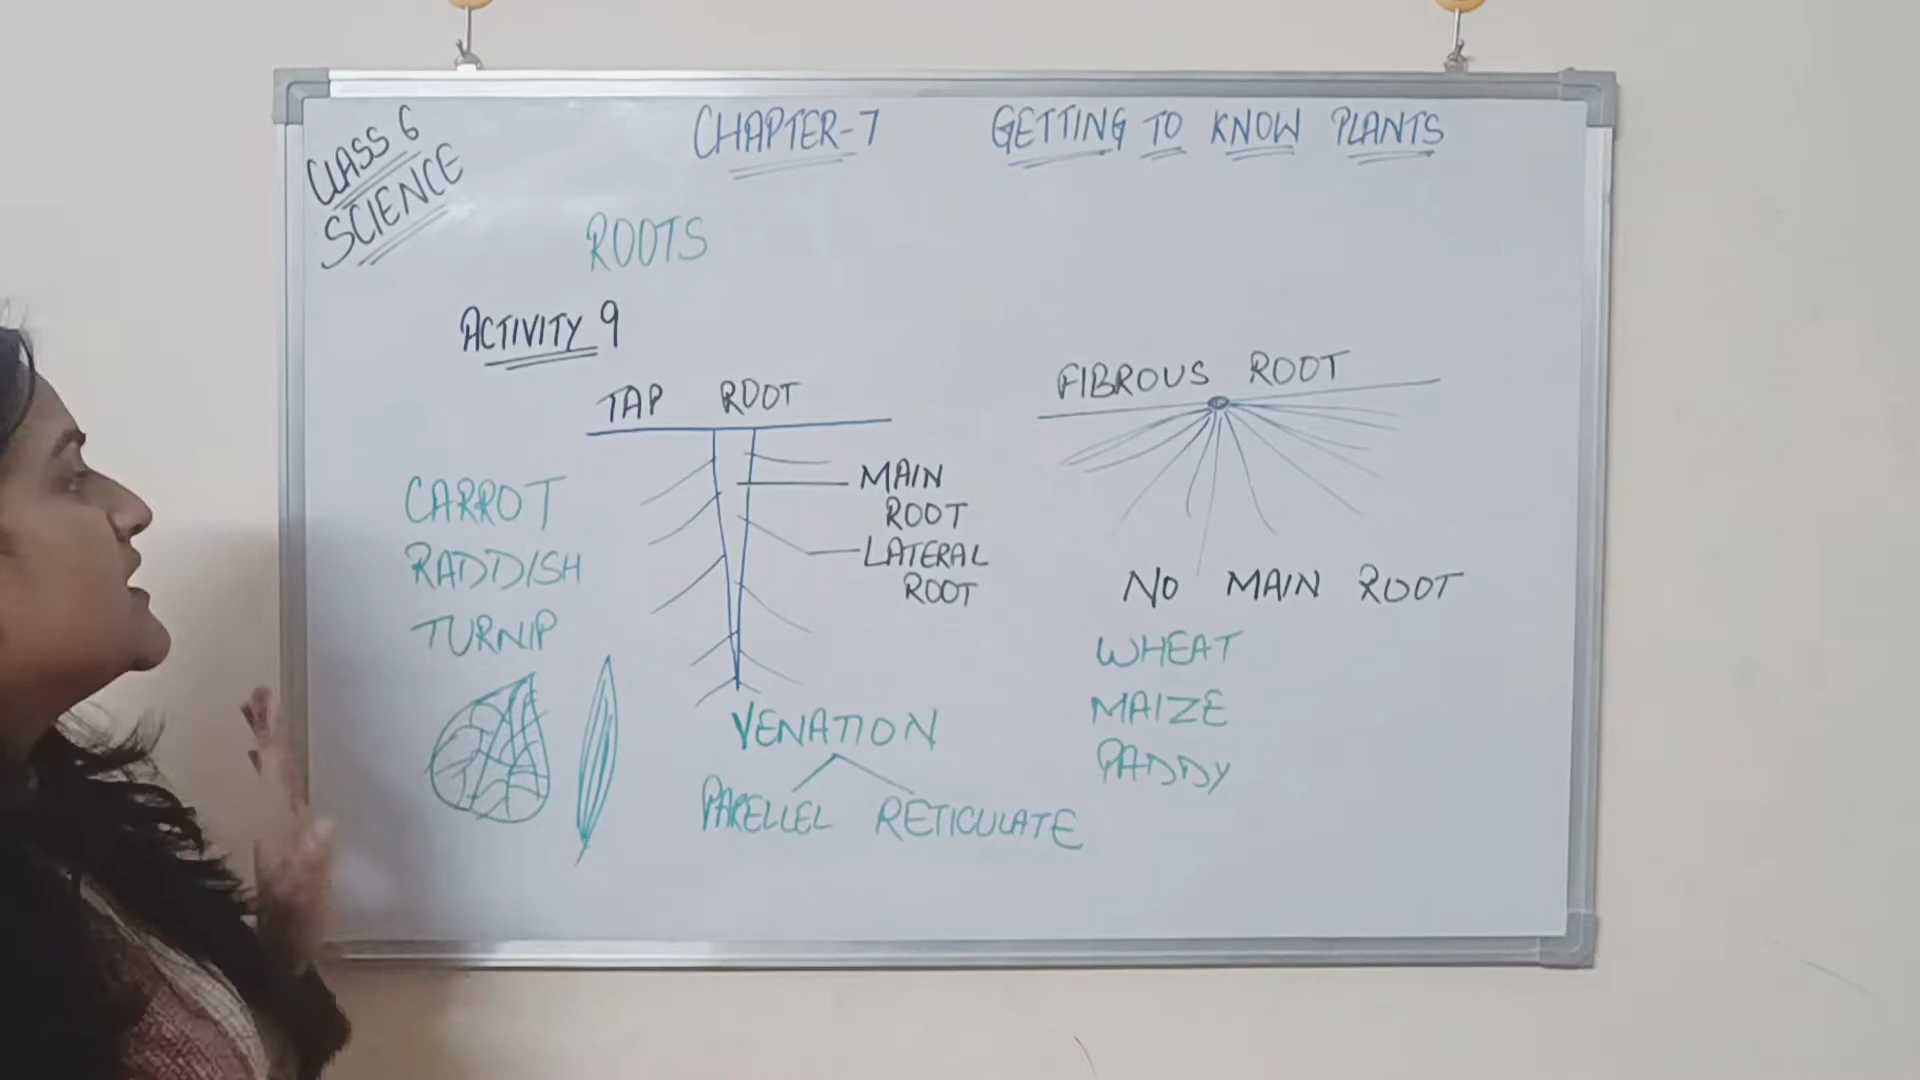 CLASS 6
SCIENCE
CHAPTER-7 GETTING TO KNOW PLANTS
ROOTS
ACTIVITY 9
TAP ROOT
MAIN
ROOT
LATERAL
ROOT
CARROT
RADDISH
TURNIP
VENATION
PARELLEL RETICULATE
FIBROUS ROOT
NO MAIN ROOT
WHEAT
MAIZE
PADDY